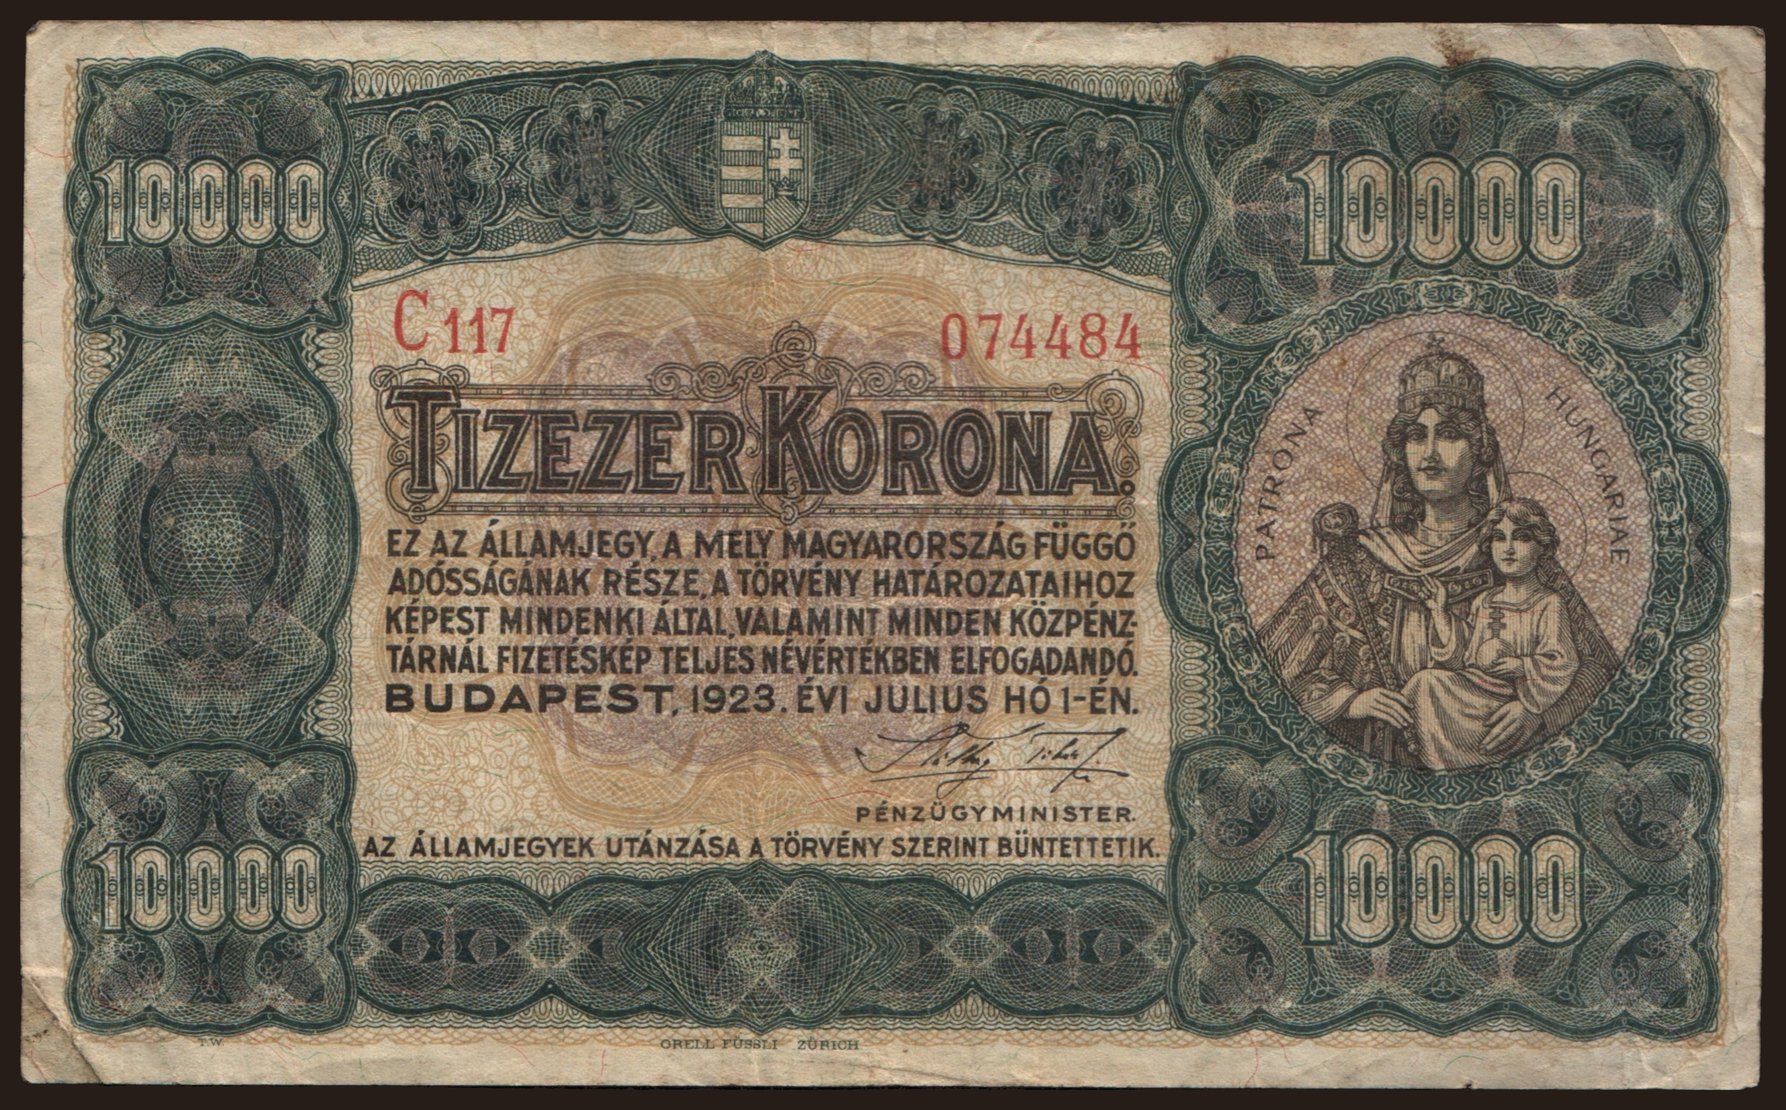 10000
10000
C 117
074484
TIZEZER KORONA.
PATRONA HUNGARIAE
EZ AZ ÁLLAMJEGY, A MELY MAGYARORSZÁG FÜGGŐ
ADÓSSÁGÁNAK RÉSZE, A TÖRVÉNY HATÁROZATAIHOZ
KÉPEST MINDENKI ÁLTAL, VALAMINT MINDEN KÖZPÉNZ-
TÁRNÁL FIZETÉSKÉP TELJES NÉVÉRTÉKBEN ELFOGADANDÓ.
BUDAPEST, 1923. ÉVI JULIUS HÓ 1-ÉN.
PÉNZÜGYMINISTER.
AZ ÁLLAMJEGYEK UTÁNZÁSA A TÖRVÉNY SZERINT BÜNTETTETIK.
10000
10000
T.W.
ORELL FÜSSLI ZÜRICH